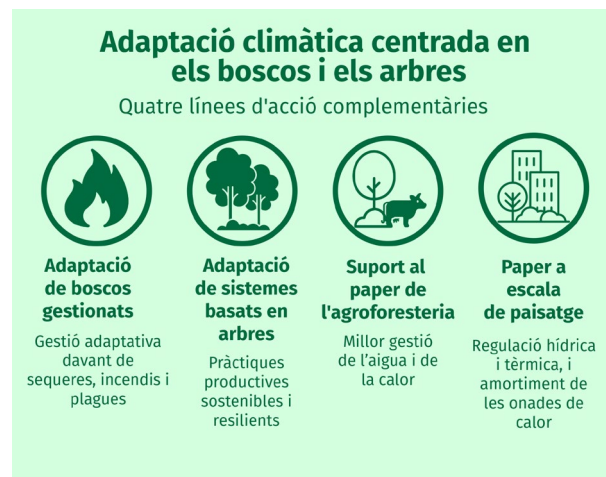 Adaptació climàtica centrada en
els boscos i els arbres
Quatre línees d'acció complementàries
Adaptació
de boscos
gestionats
Gestió adaptativa
davant de
sequeres, incendis i
plagues
Adaptació
de sistemes
basats en
arbres
Pràctiques
productives
sostenibles i
resilients
Suport al
paper de
l'agroforesteria
Millor gestió
de l’aigua i de
la calor
Paper a
escala
de paisatge
Regulació hídrica
i tèrmica, i
amortiment de
les onades de
calor